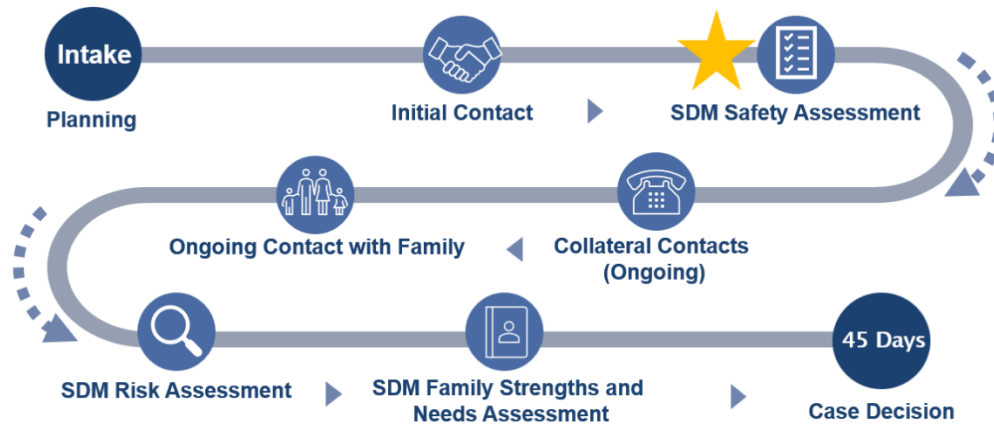 Intake
Planning
Initial Contact
SDM Safety Assessment
Collateral Contacts
(Ongoing)
Ongoing Contact with Family
SDM Risk Assessment
SDM Family Strengths and
Needs Assessment
45 Days
Case Decision